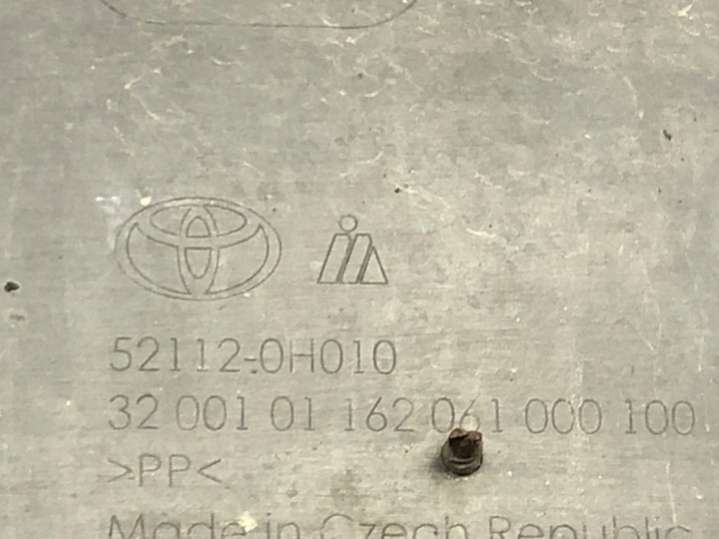 52112-0H010
32 001 01 162 061 000 100
>PP<
Made in Czech Republic